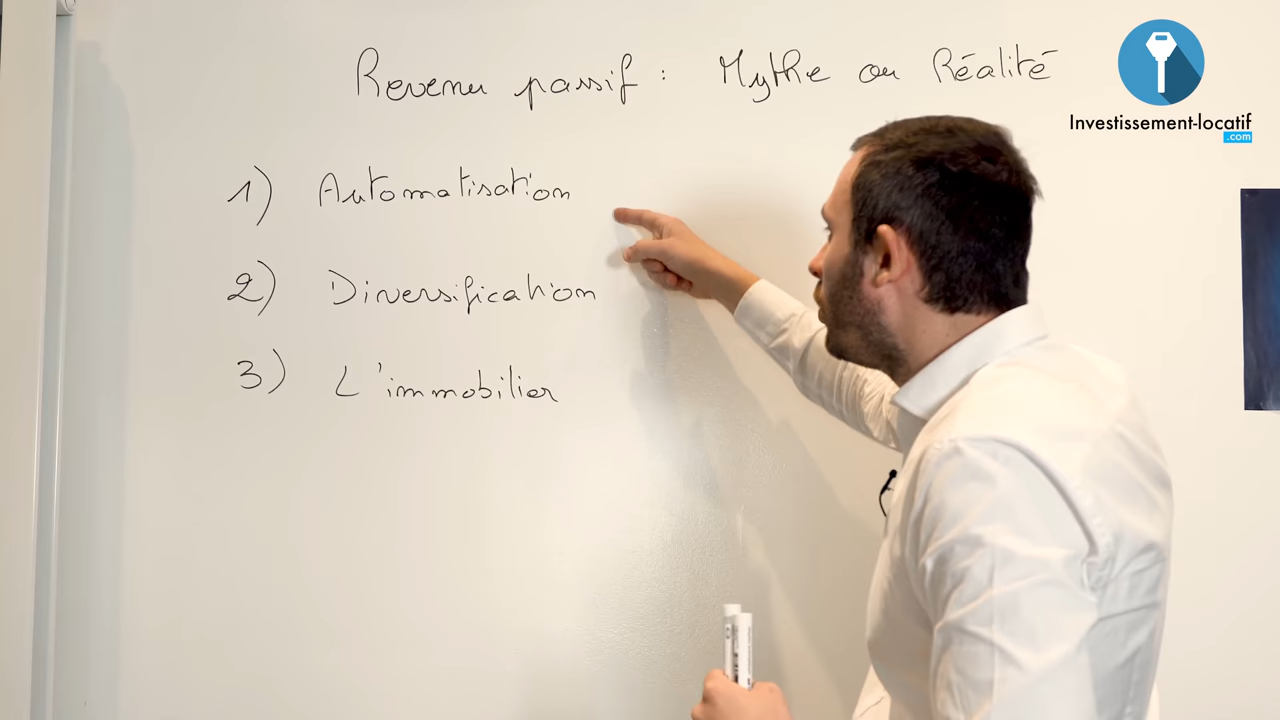 Revenu passif : Mythe ou Réalité
Investissement-locatif
.com
1) Automatisation
2) Diversification
3) L'immobilier